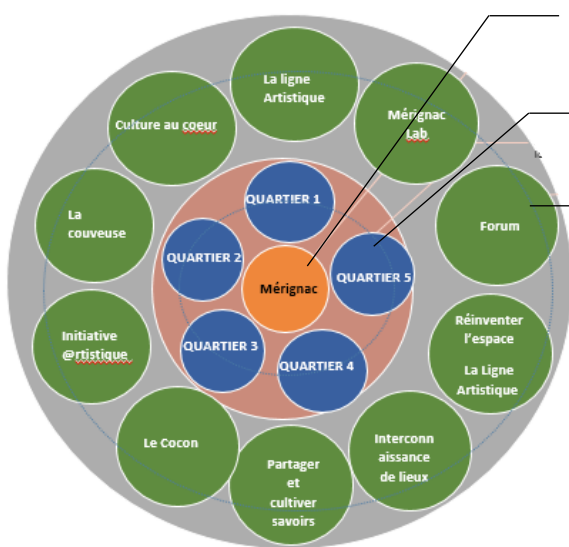 La ligne
Artistique
Culture au coeur
Mérignac
Lab
La
couveuse
Forum
QUARTIER 1
QUARTIER 2
QUARTIER 5
Mérignac
QUARTIER 3
QUARTIER 4
Initiative
@rtistique
Réinventer
l'espace
La Ligne
Artistique
Le Cocon
Interconn
aissance
de lieux
Partager
et
cultiver
savoirs